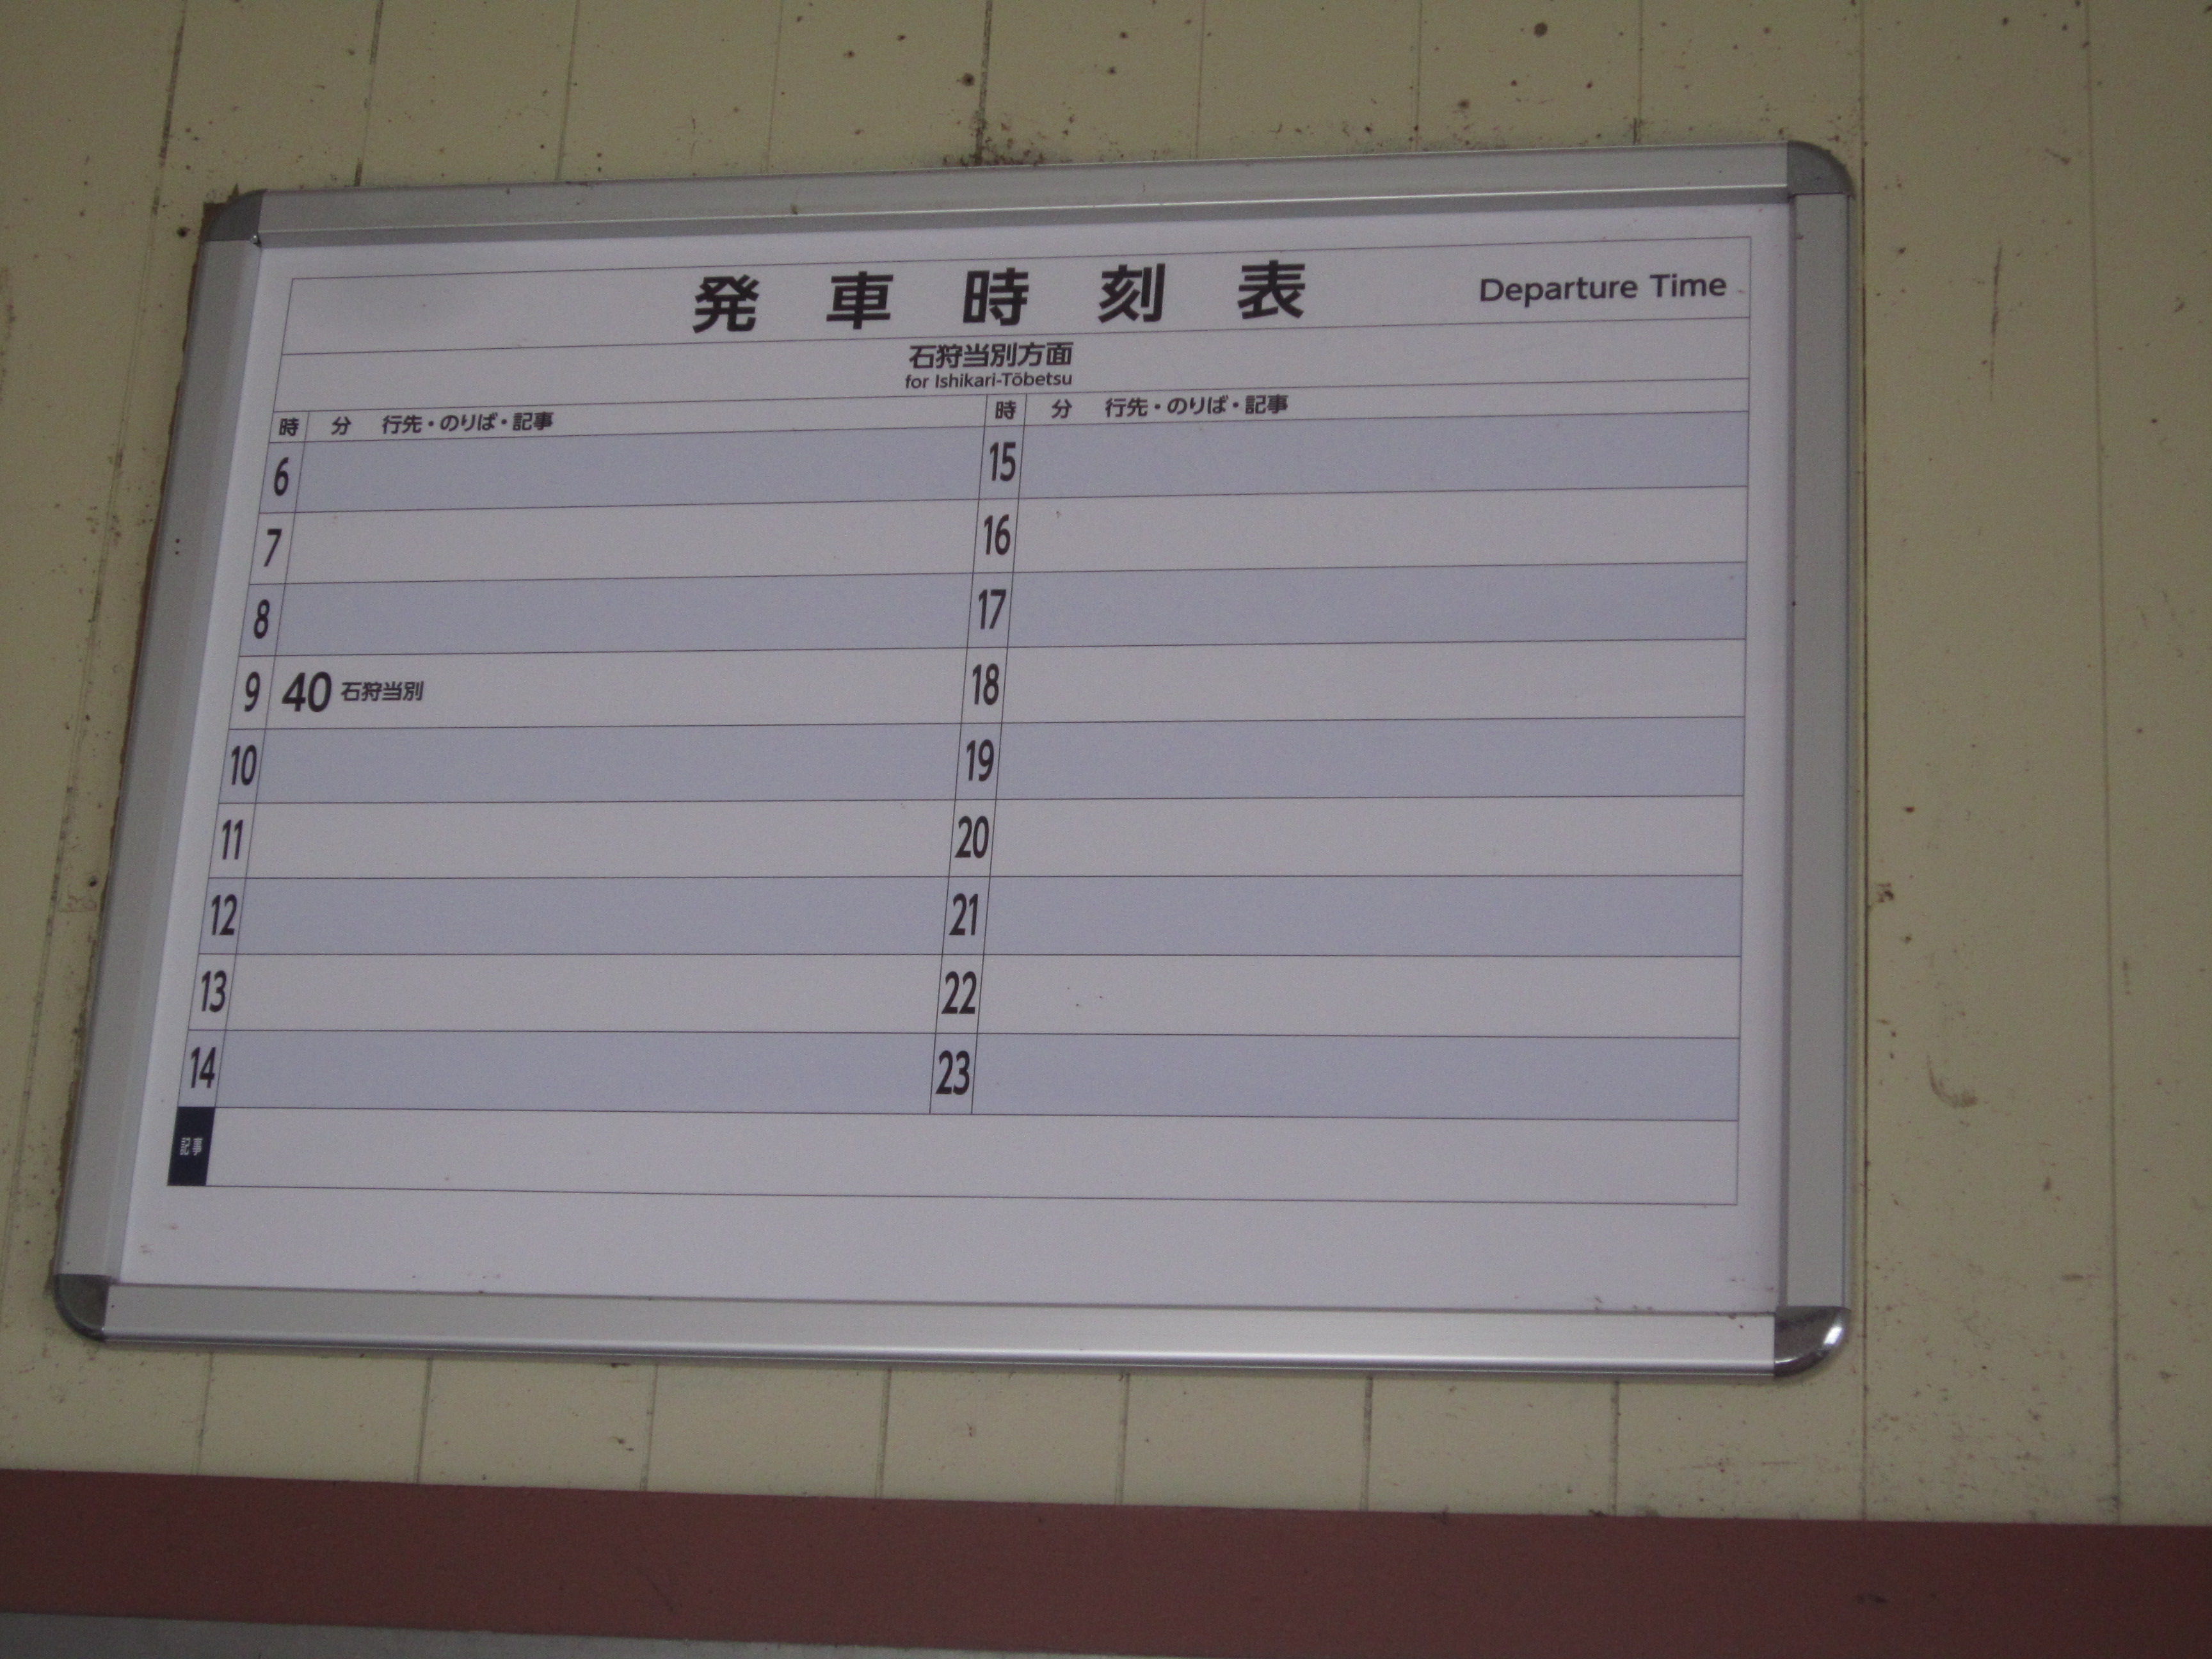 発車時刻表 Departure Time
石狩当別方面
for Ishikari-Tōbetsu
時 分 行先・のりば・記事 時 分 行先・のりば・記事
6 15
7 16
8 17
9 40 石狩当別 18
10 19
11 20
12 21
13 22
14 23
記事